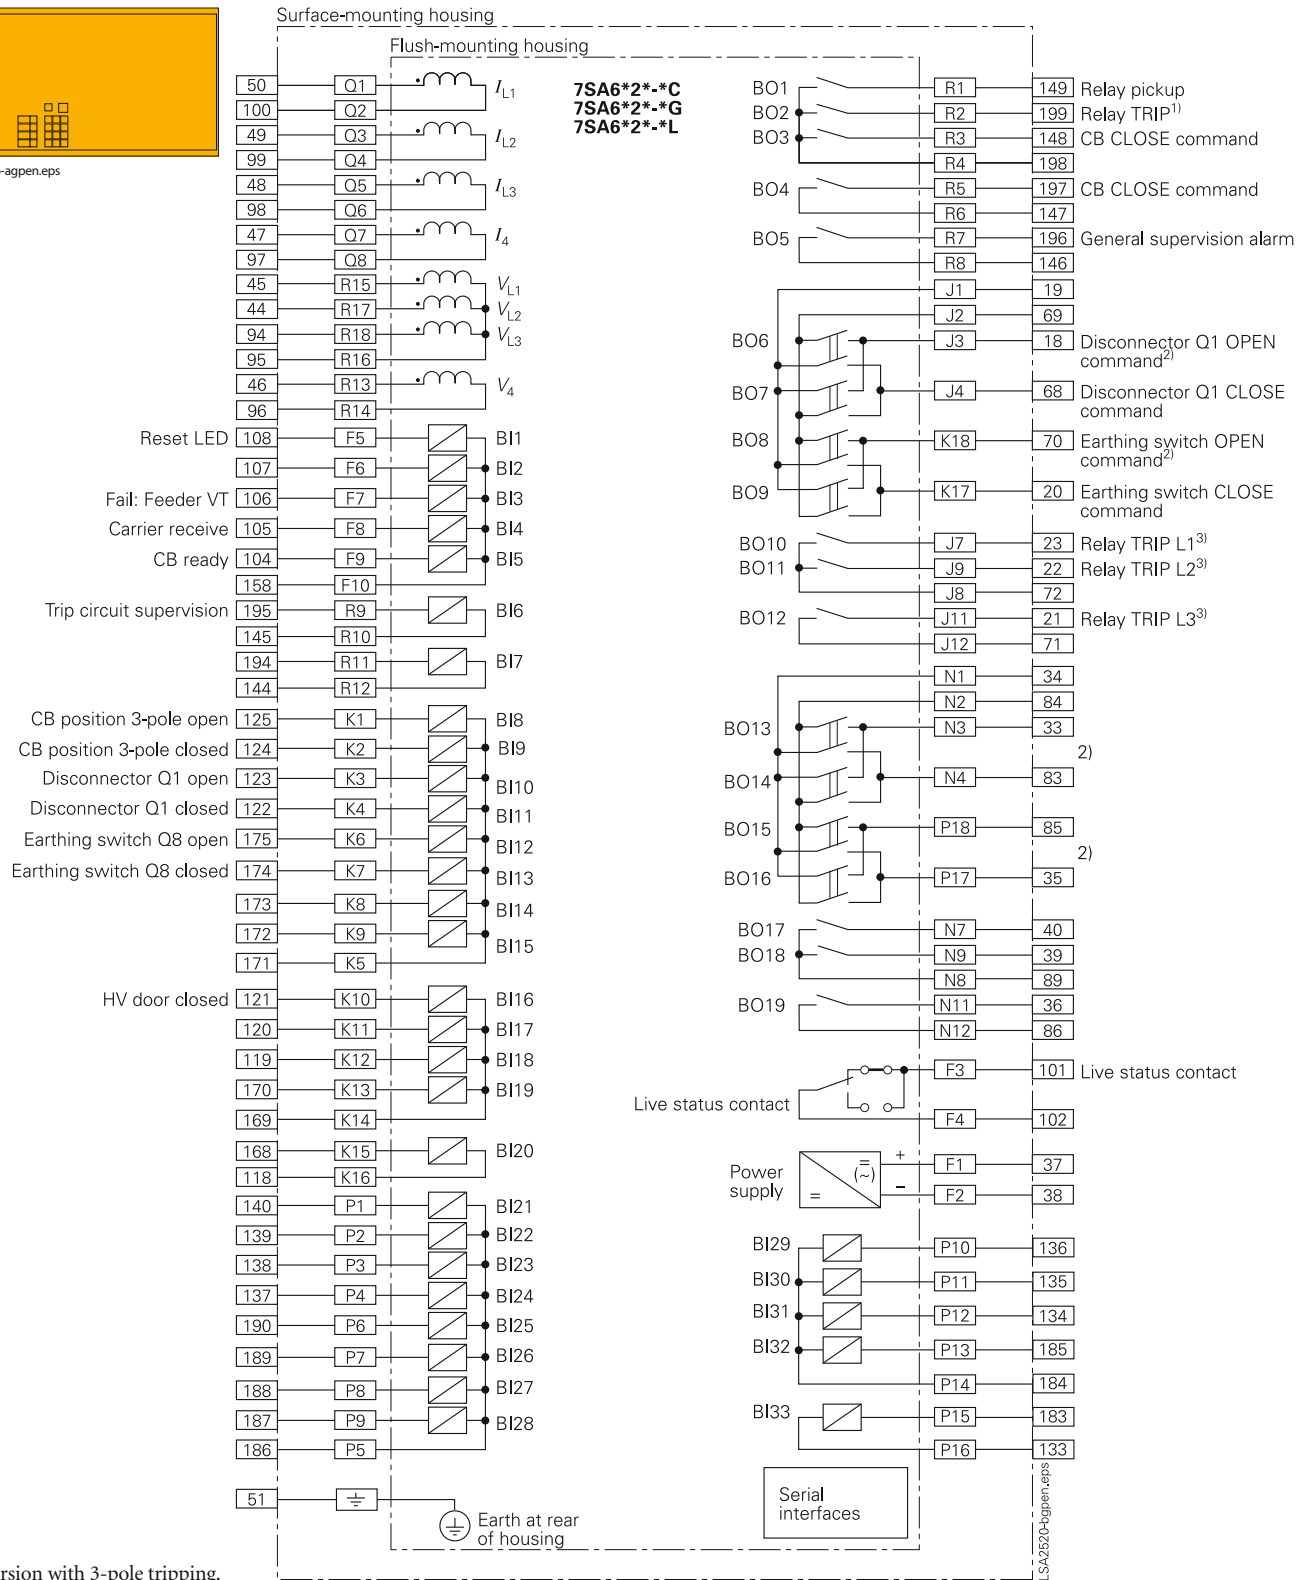 Surface-mounting housing
Flush-mounting housing
-agpen.eps
7SA6*2*-*C
7SA6*2*-*G
7SA6*2*-*L
50 Q1 IL1
100 Q2
49 Q3 IL2
99 Q4
48 Q5 IL3
98 Q6
47 Q7 I4
97 Q8
45 R15 VL1
44 R17 VL2
94 R18 VL3
95 R16
46 R13 V4
96 R14
Reset LED 108 F5 BI1
107 F6 BI2
Fail: Feeder VT 106 F7 BI3
Carrier receive 105 F8 BI4
CB ready 104 F9 BI5
158 F10
Trip circuit supervision 195 R9 BI6
145 R10
194 R11 BI7
144 R12
CB position 3-pole open 125 K1 BI8
CB position 3-pole closed 124 K2 BI9
Disconnector Q1 open 123 K3 BI10
Disconnector Q1 closed 122 K4 BI11
Earthing switch Q8 open 175 K6 BI12
Earthing switch Q8 closed 174 K7 BI13
173 K8 BI14
172 K9 BI15
171 K5
HV door closed 121 K10 BI16
120 K11 BI17
119 K12 BI18
170 K13 BI19
169 K14
168 K15 BI20
118 K16
140 P1 BI21
139 P2 BI22
138 P3 BI23
137 P4 BI24
190 P6 BI25
189 P7 BI26
188 P8 BI27
187 P9 BI28
186 P5
51
Earth at rear
of housing
BO1 R1 149 Relay pickup
BO2 R2 199 Relay TRIP1)
BO3 R3 148 CB CLOSE command
R4 198
BO4 R5 197 CB CLOSE command
R6 147
BO5 R7 196 General supervision alarm
R8 146
J1 19
J2 69
BO6 J3 18 Disconnector Q1 OPEN
command2)
BO7 J4 68 Disconnector Q1 CLOSE
command
BO8 K18 70 Earthing switch OPEN
command2)
BO9 K17 20 Earthing switch CLOSE
command
BO10 J7 23 Relay TRIP L13)
BO11 J9 22 Relay TRIP L23)
J8 72
BO12 J11 21 Relay TRIP L33)
J12 71
N1 34
N2 84
BO13 N3 33
2)
BO14 N4 83
BO15 P18 85
2)
BO16 P17 35
BO17 N7 40
BO18 N9 39
N8 89
BO19 N11 36
N12 86
F3 101 Live status contact
Live status contact
F4 102
Power
supply
= = (~) + F1 37
− F2 38
BI29 P10 136
BI30 P11 135
BI31 P12 134
BI32 P13 185
P14 184
BI33 P15 183
P16 133
Serial
interfaces
LSA2520-bgpen.eps
rsion with 3-pole tripping.